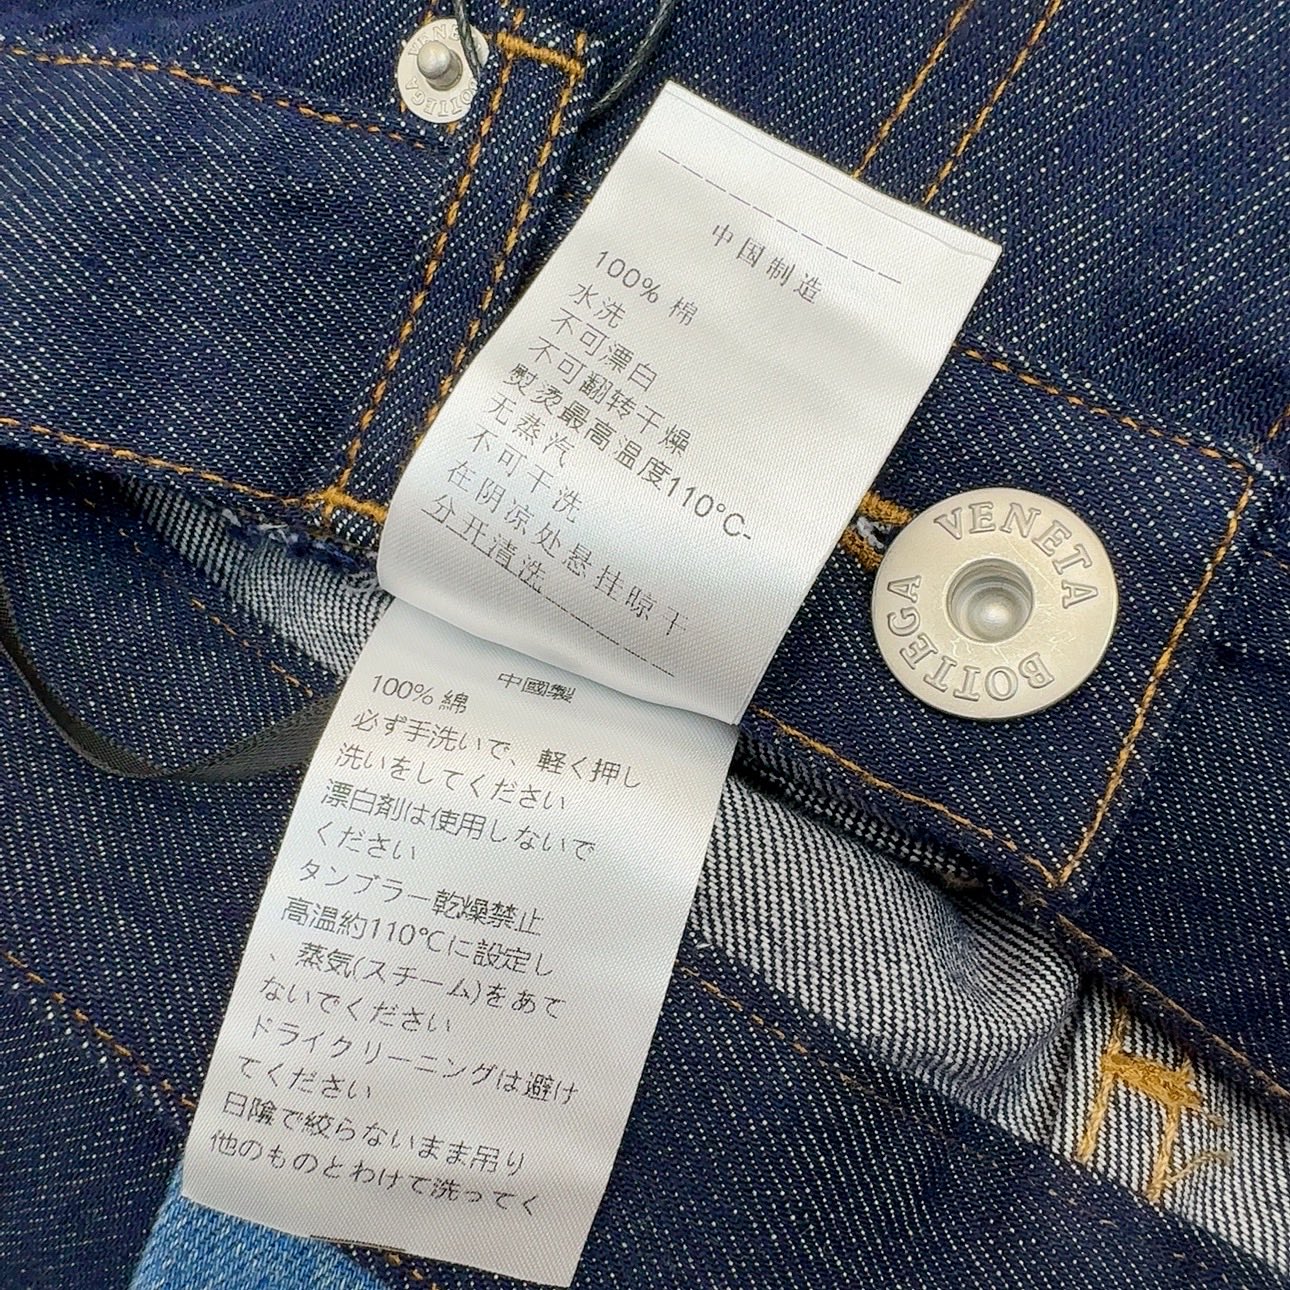 VENETA
BOTTEGA
中国制造
100% 棉
水洗
不可漂白
不可翻转干燥
熨烫最高温度110°C-
无蒸汽
不可干洗
在阴凉处悬挂晾干
分开清洗
VENETA
BOTTEGA
中國製
100% 綿
必ず手洗いで、軽く押し
洗いをしてください
漂白剤は使用しないで
ください
タンブラー乾燥禁止
高温約110℃に設定し
、蒸気(スチーム)をあて
ないでください
ドライクリーニングは避け
てください
日陰で絞らないまま吊り
他のものとわけて洗ってく